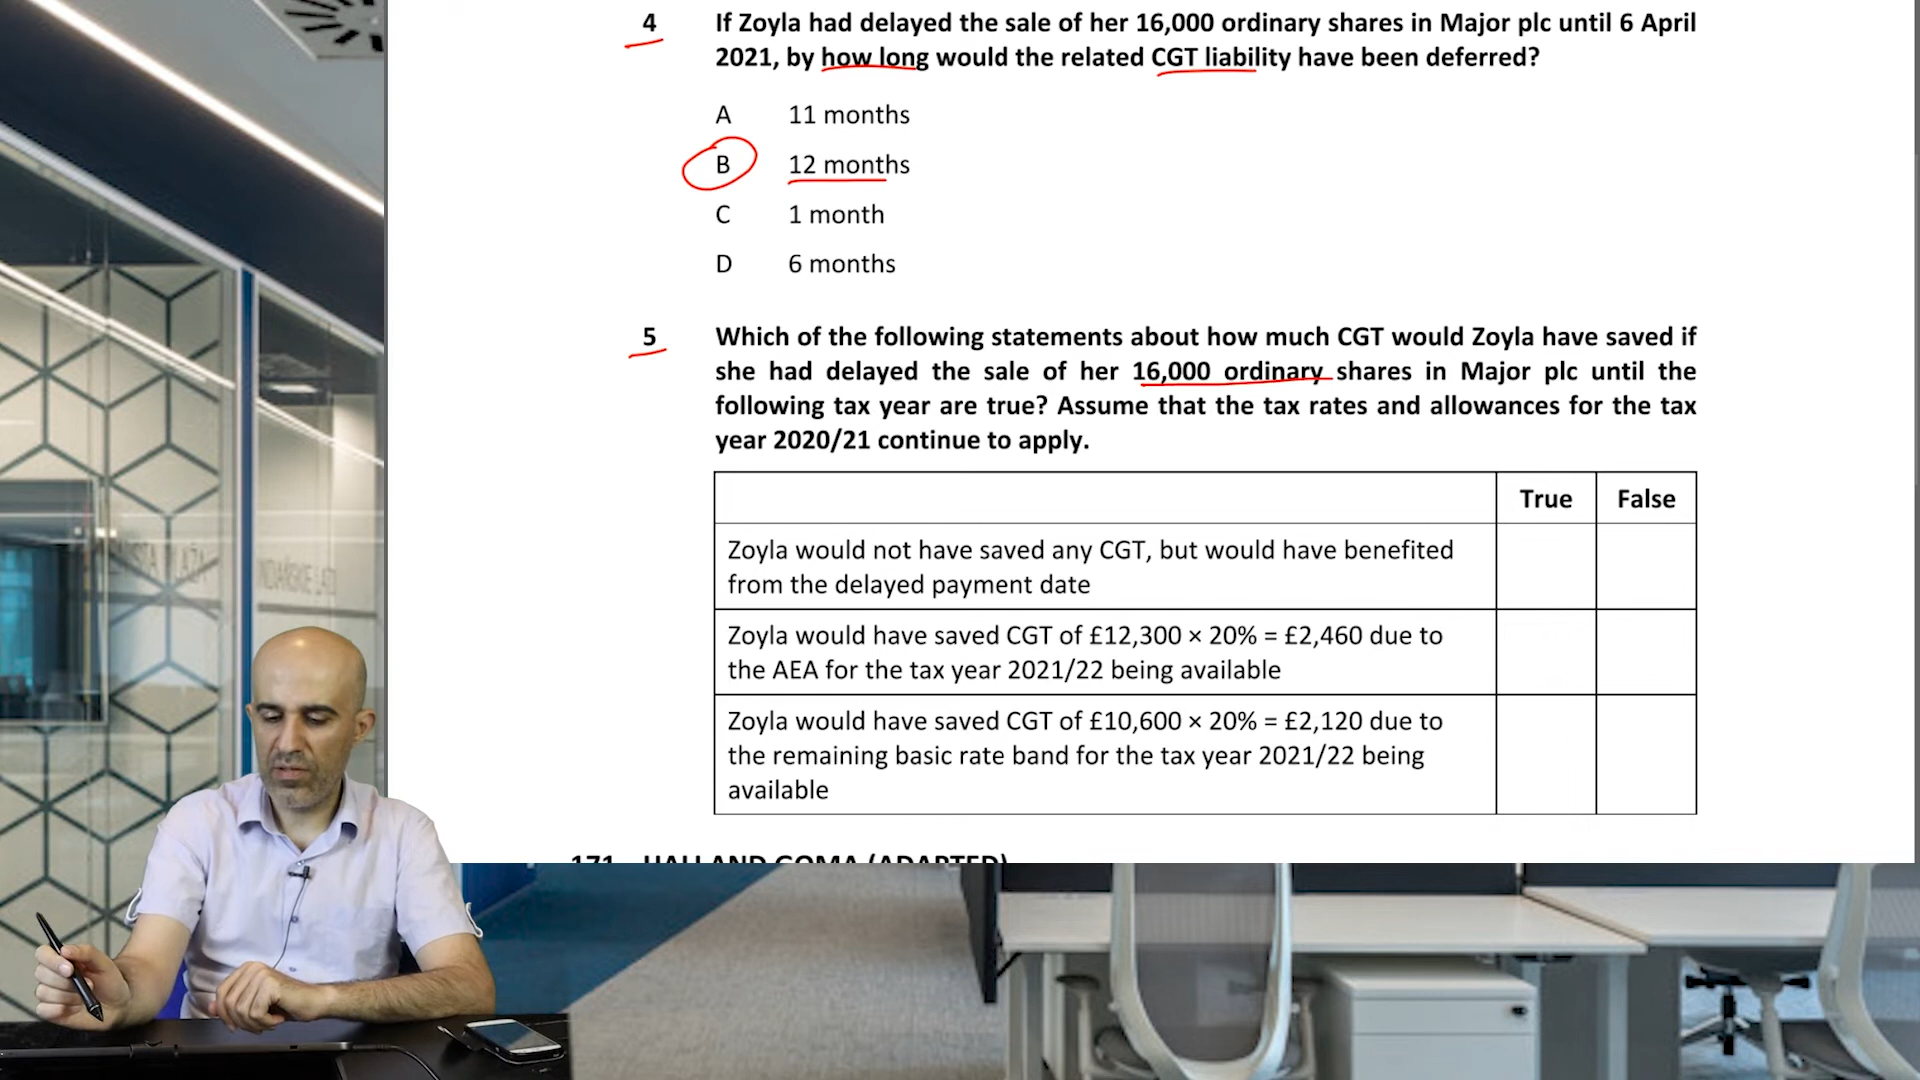 4 If Zoyla had delayed the sale of her 16,000 ordinary shares in Major plc until 6 April
2021, by how long would the related CGT liability have been deferred?
A 11 months
B 12 months
C 1 month
D 6 months
5 Which of the following statements about how much CGT would Zoyla have saved if
she had delayed the sale of her 16,000 ordinary shares in Major plc until the
following tax year are true? Assume that the tax rates and allowances for the tax
year 2020/21 continue to apply.
True False
Zoyla would not have saved any CGT, but would have benefited
from the delayed payment date
Zoyla would have saved CGT of £12,300 × 20% = £2,460 due to
the AEA for the tax year 2021/22 being available
Zoyla would have saved CGT of £10,600 × 20% = £2,120 due to
the remaining basic rate band for the tax year 2021/22 being
available
171 (ADAPTED)